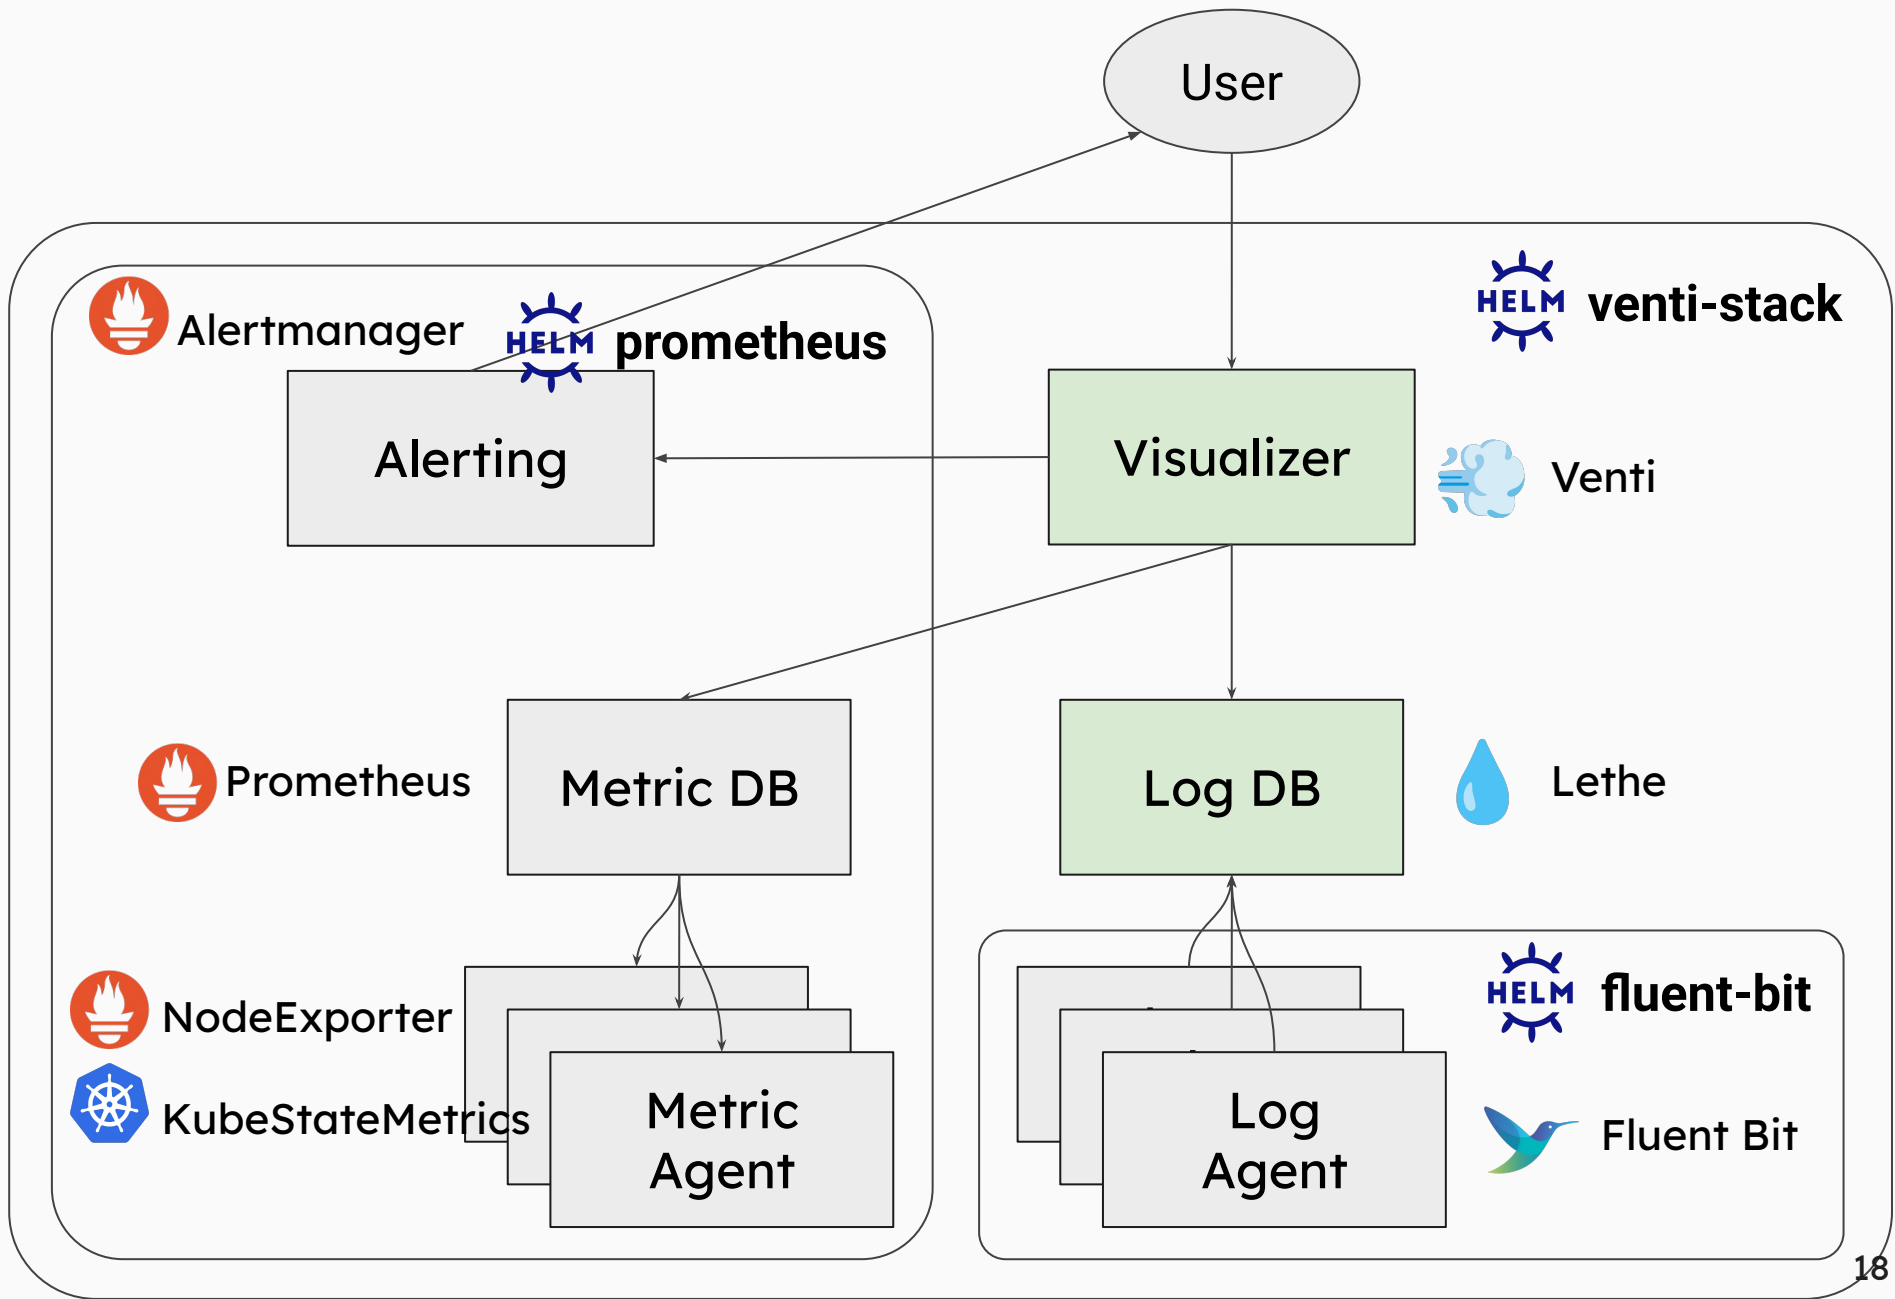 User
HELM venti-stack
Alertmanager
HELM prometheus
Alerting
Visualizer
Venti
Prometheus
Metric DB
Log DB
Lethe
NodeExporter
KubeStateMetrics
Metric
Agent
HELM fluent-bit
Log
Agent
Fluent Bit
18